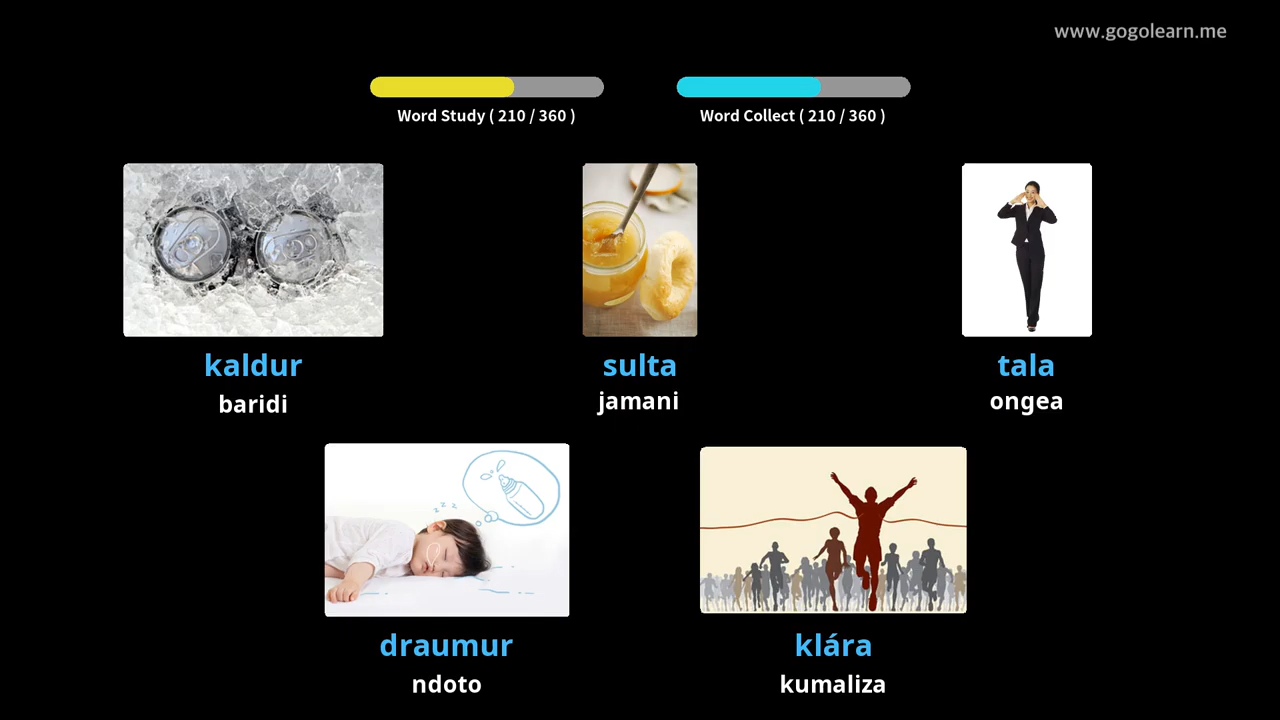 www.gogolearn.me
Word Study ( 210 / 360 )
Word Collect ( 210 / 360 )
kaldur
baridi
sulta
jamani
tala
ongea
draumur
ndoto
klára
kumaliza